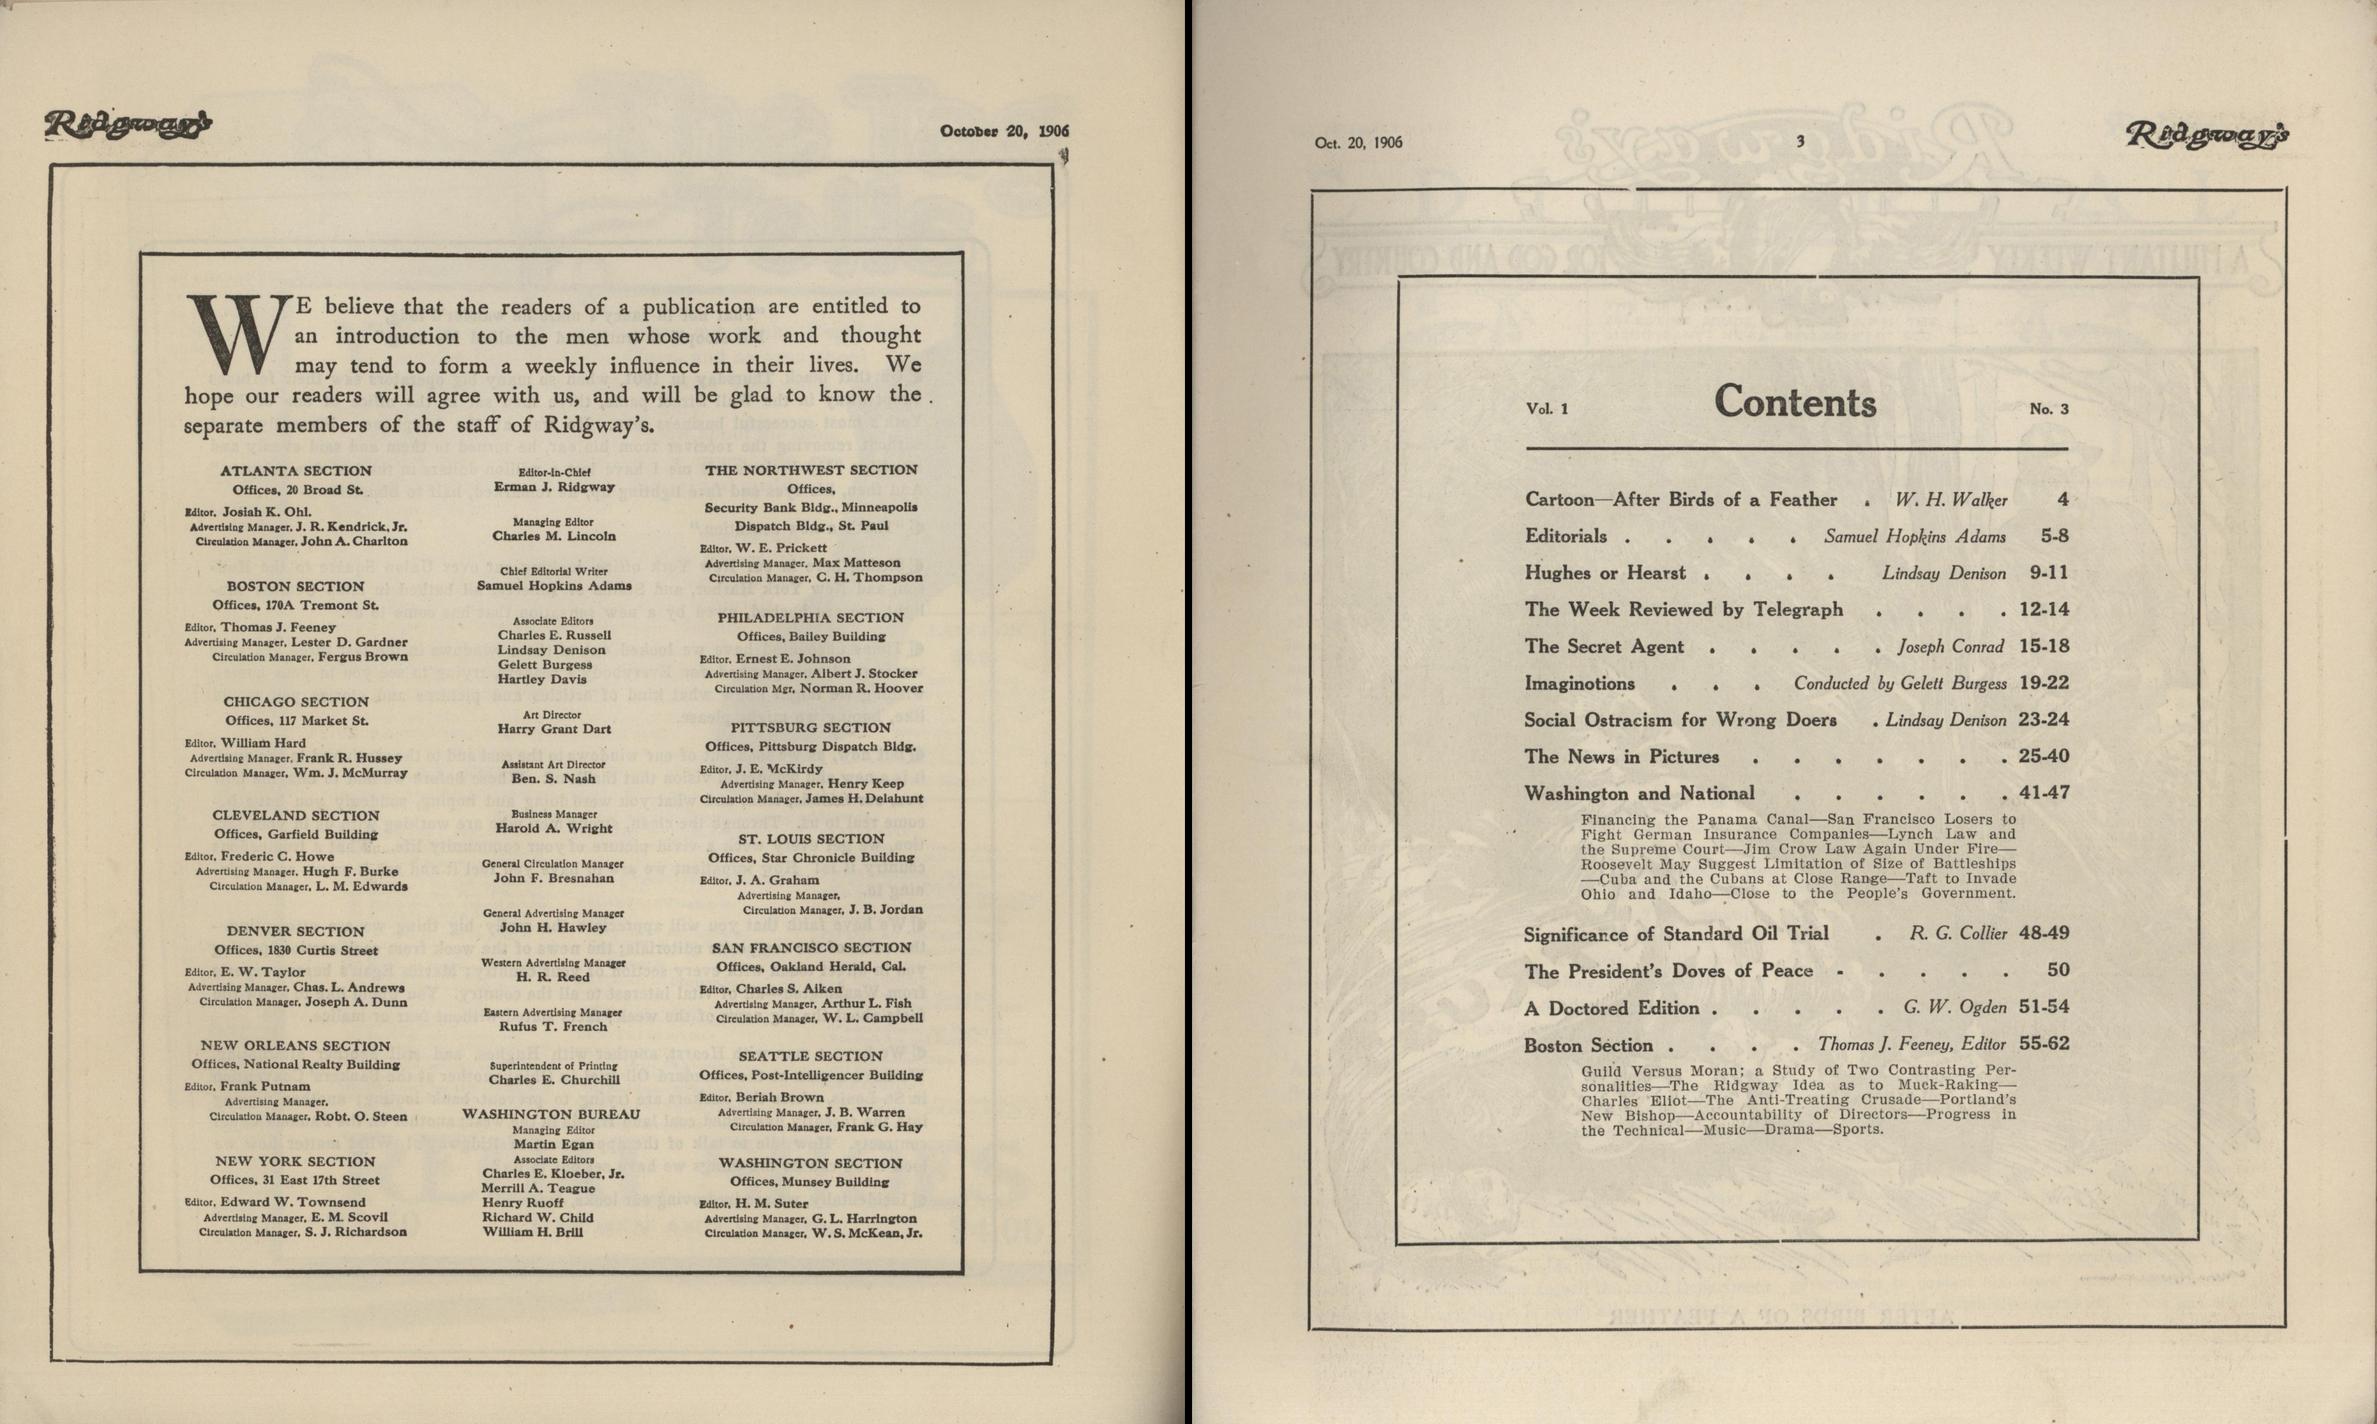 Ridgway's
October 20, 1906
WE believe that the readers of a publication are entitled to
an introduction to the men whose work and thought
may tend to form a weekly influence in their lives. We
hope our readers will agree with us, and will be glad to know the
separate members of the staff of Ridgway's.
ATLANTA SECTION
Offices, 20 Broad St.
Editor, Josiah K. Ohl.
Advertising Manager, J. R. Kendrick, Jr.
Circulation Manager, John A. Charlton
BOSTON SECTION
Offices, 170A Tremont St.
Editor, Thomas J. Feeney
Advertising Manager, Lester D. Gardner
Circulation Manager, Fergus Brown
CHICAGO SECTION
Offices, 117 Market St.
Editor, William Hard
Advertising Manager, Frank R. Hussey
Circulation Manager, Wm. J. McMurray
CLEVELAND SECTION
Offices, Garfield Building
Editor, Frederic C. Howe
Advertising Manager, Hugh F. Burke
Circulation Manager, L. M. Edwards
DENVER SECTION
Offices, 1830 Curtis Street
Editor, E. W. Taylor
Advertising Manager, Chas. L. Andrews
Circulation Manager, Joseph A. Dunn
NEW ORLEANS SECTION
Offices, National Realty Building
Editor, Frank Putnam
Advertising Manager,
Circulation Manager, Robt. O. Steen
NEW YORK SECTION
Offices, 31 East 17th Street
Editor, Edward W. Townsend
Advertising Manager, E. M. Scovil
Circulation Manager, S. J. Richardson
Editor-in-Chief
Erman J. Ridgway
Managing Editor
Charles M. Lincoln
Chief Editorial Writer
Samuel Hopkins Adams
Associate Editors
Charles E. Russell
Lindsay Denison
Gelett Burgess
Hartley Davis
Art Director
Harry Grant Dart
Assistant Art Director
Ben. S. Nash
Business Manager
Harold A. Wright
General Circulation Manager
John F. Bresnahan
General Advertising Manager
John H. Hawley
Western Advertising Manager
H. R. Reed
Eastern Advertising Manager
Rufus T. French
Superintendent of Printing
Charles E. Churchill
WASHINGTON BUREAU
Managing Editor
Martin Egan
Associate Editors
Charles E. Kloeber, Jr.
Merrill A. Teague
Henry Ruoff
Richard W. Child
William H. Brill
THE NORTHWEST SECTION
Offices,
Security Bank Bldg., Minneapolis
Dispatch Bldg., St. Paul
Editor, W. E. Prickett
Advertising Manager, Max Matteson
Circulation Manager, C. H. Thompson
PHILADELPHIA SECTION
Offices, Bailey Building
Editor, Ernest E. Johnson
Advertising Manager, Albert J. Stocker
Circulation Mgr, Norman R. Hoover
PITTSBURG SECTION
Offices, Pittsburg Dispatch Bldg.
Editor, J. E. McKirdy
Advertising Manager, Henry Keep
Circulation Manager, James H. Delahunt
ST. LOUIS SECTION
Offices, Star Chronicle Building
Editor, J. A. Graham
Advertising Manager,
Circulation Manager, J. B. Jordan
SAN FRANCISCO SECTION
Offices, Oakland Herald, Cal.
Editor, Charles S. Aiken
Advertising Manager, Arthur L. Fish
Circulation Manager, W. L. Campbell
SEATTLE SECTION
Offices, Post-Intelligencer Building
Editor, Beriah Brown
Advertising Manager, J. B. Warren
Circulation Manager, Frank G. Hay
WASHINGTON SECTION
Offices, Munsey Building
Editor, H. M. Suter
Advertising Manager, G. L. Harrington
Circulation Manager, W. S. McKean, Jr.
Oct. 20, 1906 3 Ridgway's
Vol. 1 Contents No. 3
Cartoon—After Birds of a Feather . W. H. Walker 4
Editorials . . . . . Samuel Hopkins Adams 5-8
Hughes or Hearst . . . . Lindsay Denison 9-11
The Week Reviewed by Telegraph . . . . 12-14
The Secret Agent . . . . . Joseph Conrad 15-18
Imaginotions . . . Conducted by Gelett Burgess 19-22
Social Ostracism for Wrong Doers . Lindsay Denison 23-24
The News in Pictures . . . . . . . 25-40
Washington and National . . . . . . 41-47
Financing the Panama Canal—San Francisco Losers to
Fight German Insurance Companies—Lynch Law and
the Supreme Court—Jim Crow Law Again Under Fire—
Roosevelt May Suggest Limitation of Size of Battleships
—Cuba and the Cubans at Close Range—Taft to Invade
Ohio and Idaho—Close to the People's Government.
Significance of Standard Oil Trial . R. G. Collier 48-49
The President's Doves of Peace - . . . . 50
A Doctored Edition . . . . . G. W. Ogden 51-54
Boston Section . . . . Thomas J. Feeney, Editor 55-62
Guild Versus Moran; a Study of Two Contrasting Per-
sonalities—The Ridgway Idea as to Muck-Raking—
Charles Eliot—The Anti-Treating Crusade—Portland's
New Bishop—Accountability of Directors—Progress in
the Technical—Music—Drama—Sports.